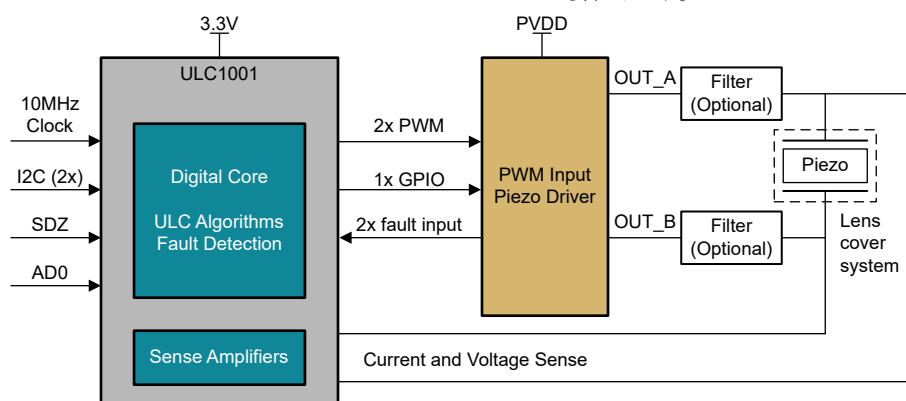 3.3V
PVDD
ULC1001
10MHz
Clock
I2C (2x)
SDZ
AD0
Digital Core
ULC Algorithms
Fault Detection
Sense Amplifiers
2x PWM
1x GPIO
2x fault input
PWM Input
Piezo Driver
OUT_A
Filter
(Optional)
Piezo
OUT_B
Filter
(Optional)
Lens
cover
system
Current and Voltage Sense